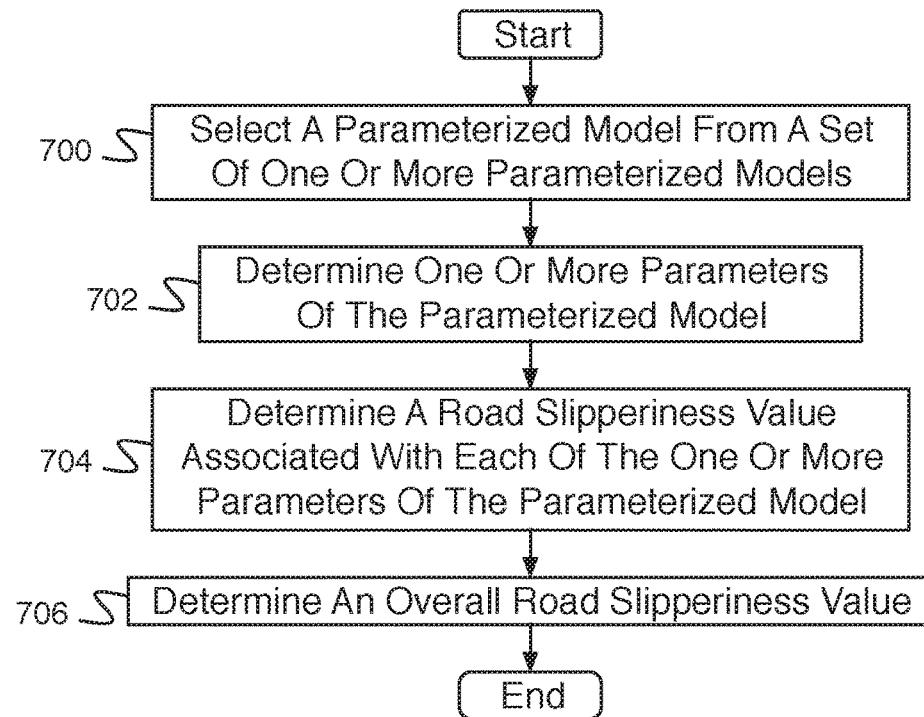 Start
700
Select A Parameterized Model From A Set
Of One Or More Parameterized Models
702
Determine One Or More Parameters
Of The Parameterized Model
704
Determine A Road Slipperiness Value
Associated With Each Of The One Or More
Parameters Of The Parameterized Model
706
Determine An Overall Road Slipperiness Value
End